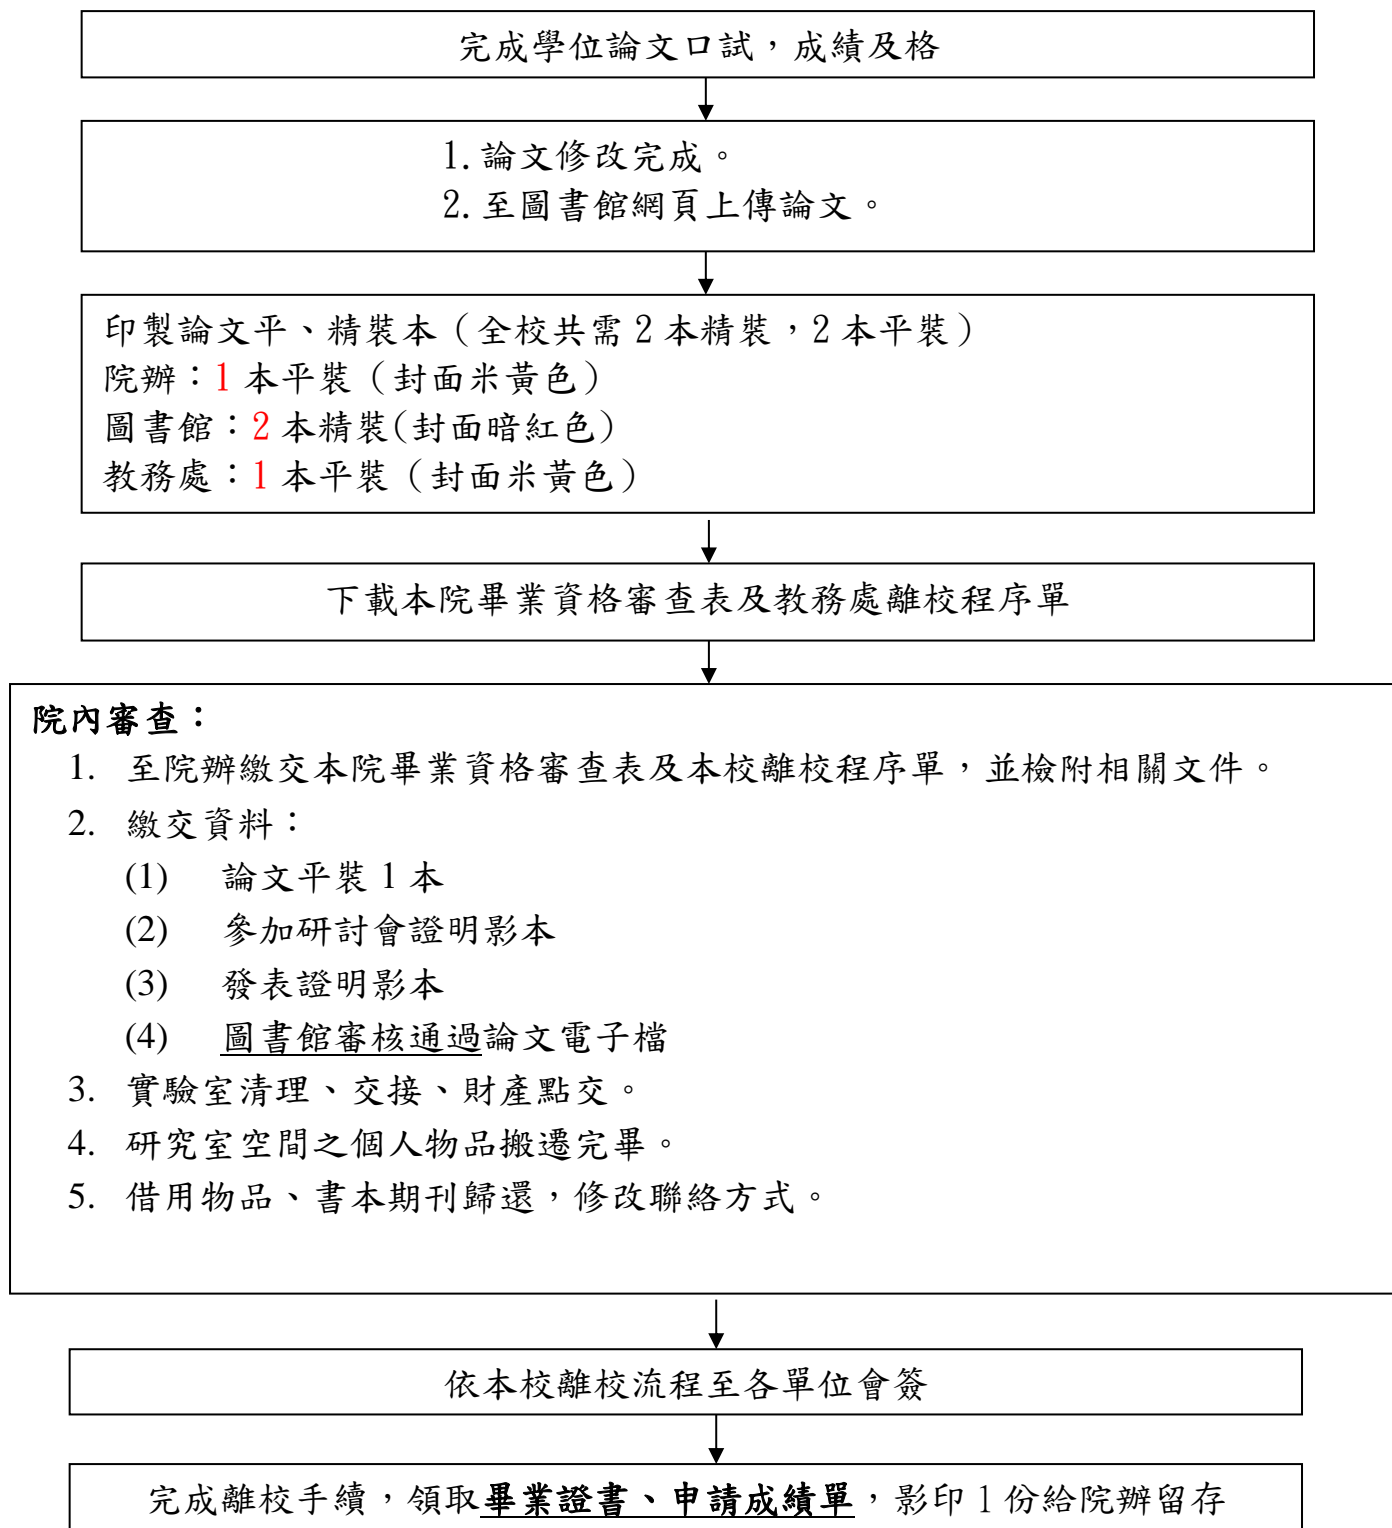 完成學位論文口試，成績及格
1.論文修改完成。
2.至圖書館網頁上傳論文。
印製論文平、精裝本（全校共需2本精裝，2本平裝）
院辦：1本平裝（封面米黃色）
圖書館：2本精裝(封面暗紅色)
教務處：1本平裝（封面米黃色）
下載本院畢業資格審查表及教務處離校程序單
院內審查：
1. 至院辦繳交本院畢業資格審查表及本校離校程序單，並檢附相關文件。
2. 繳交資料：
(1) 論文平裝1本
(2) 參加研討會證明影本
(3) 發表證明影本
(4) 圖書館審核通過論文電子檔
3. 實驗室清理、交接、財產點交。
4. 研究室空間之個人物品搬遷完畢。
5. 借用物品、書本期刊歸還，修改聯絡方式。
依本校離校流程至各單位會簽
完成離校手續，領取畢業證書、申請成績單，影印1份給院辦留存